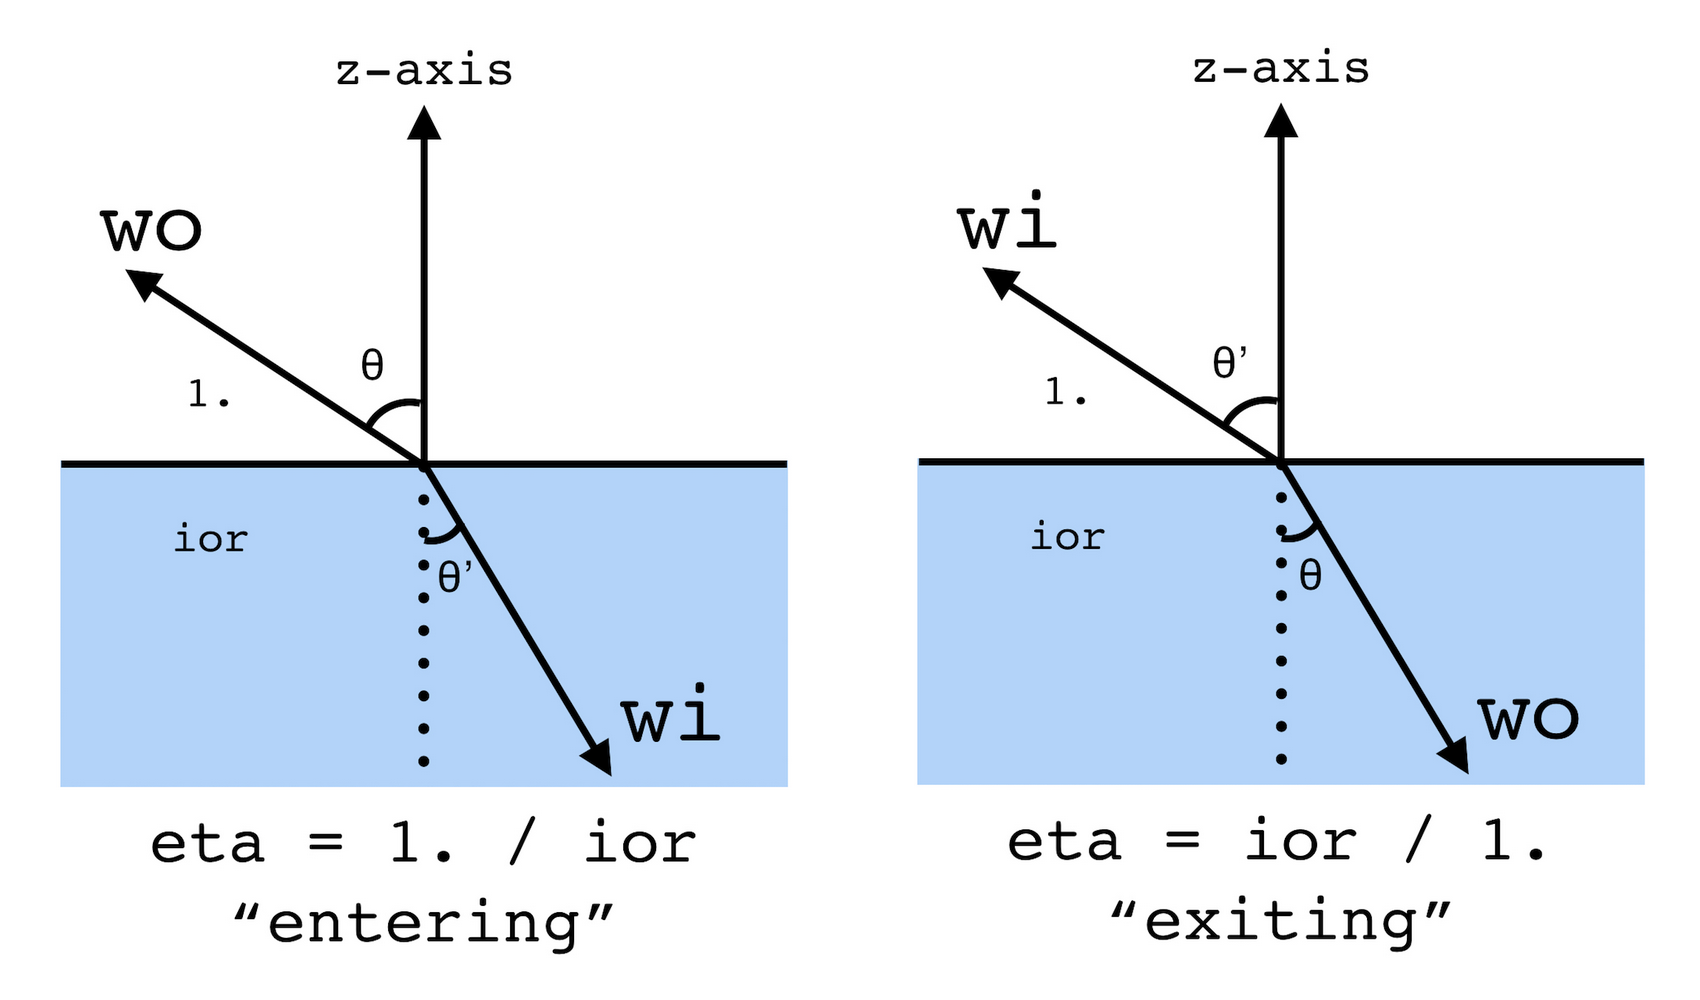 z-axis
wo
θ
1.
ior
θ’
wi
eta = 1. / ior
“entering”
z-axis
wi
θ’
1.
ior
θ
wo
eta = ior / 1.
“exiting”